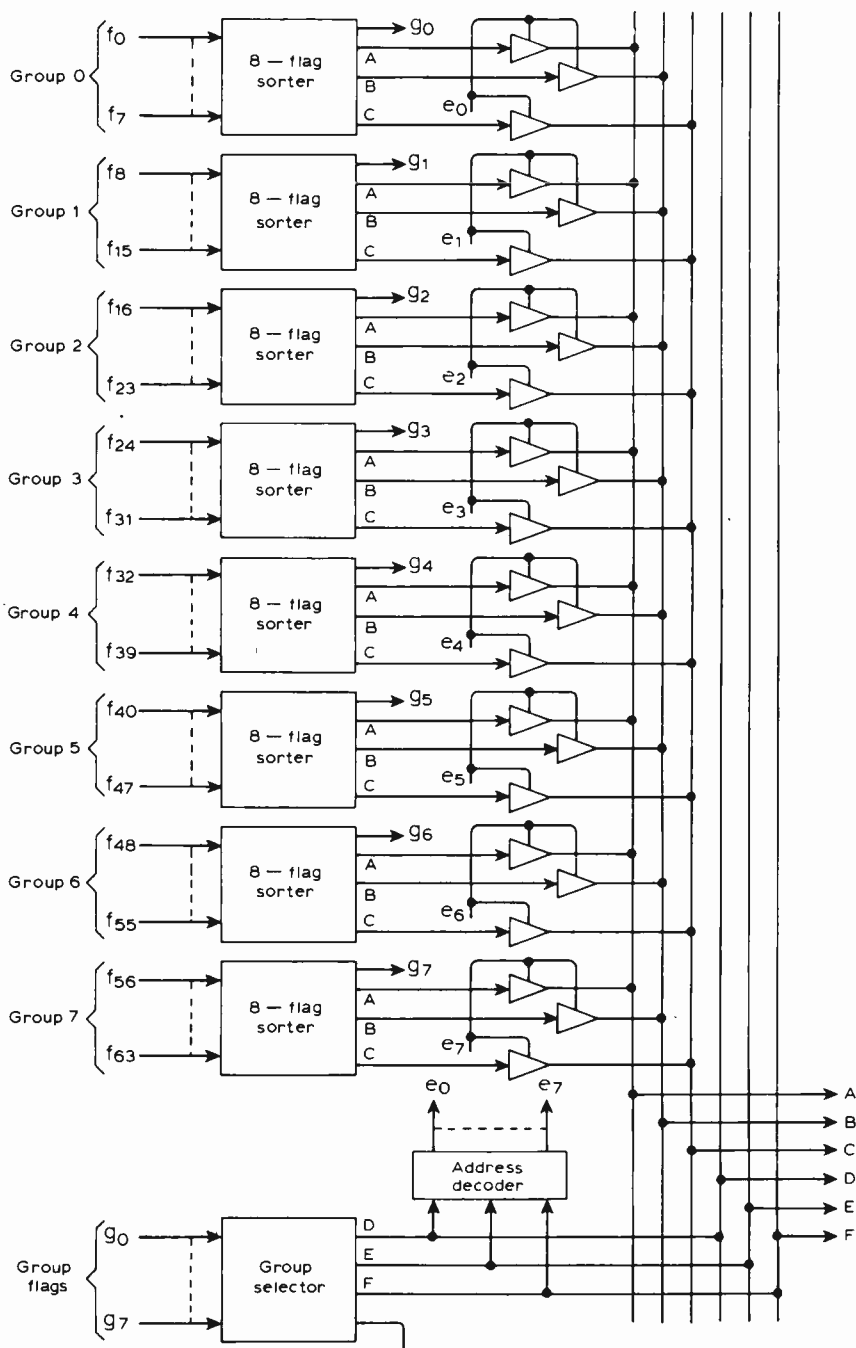 Group 0
f0
f7
8 — flag
sorter
g0
A
B
C
e0
Group 1
f8
f15
8 — flag
sorter
g1
A
B
C
e1
Group 2
f16
f23
8 — flag
sorter
g2
A
B
C
e2
Group 3
f24
f31
8 — flag
sorter
g3
A
B
C
e3
Group 4
f32
f39
8 — flag
sorter
g4
A
B
C
e4
Group 5
f40
f47
8 — flag
sorter
g5
A
B
C
e5
Group 6
f48
f55
8 — flag
sorter
g6
A
B
C
e6
Group 7
f56
f63
8 — flag
sorter
g7
A
B
C
e7
e0
e7
Address
decoder
A
B
C
D
E
F
Group
flags
g0
g7
Group
selector
D
E
F